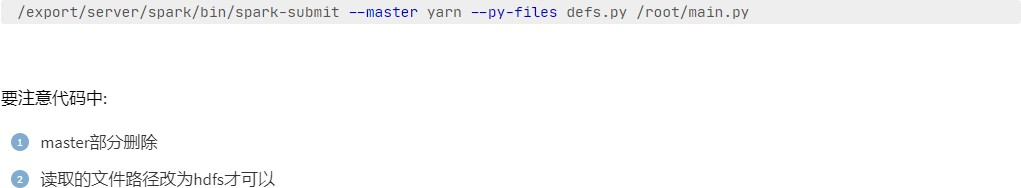 /export/server/spark/bin/spark-submit --master yarn --py-files defs.py /root/main.py
要注意代码中:
1 master部分删除
2 读取的文件路径改为hdfs才可以